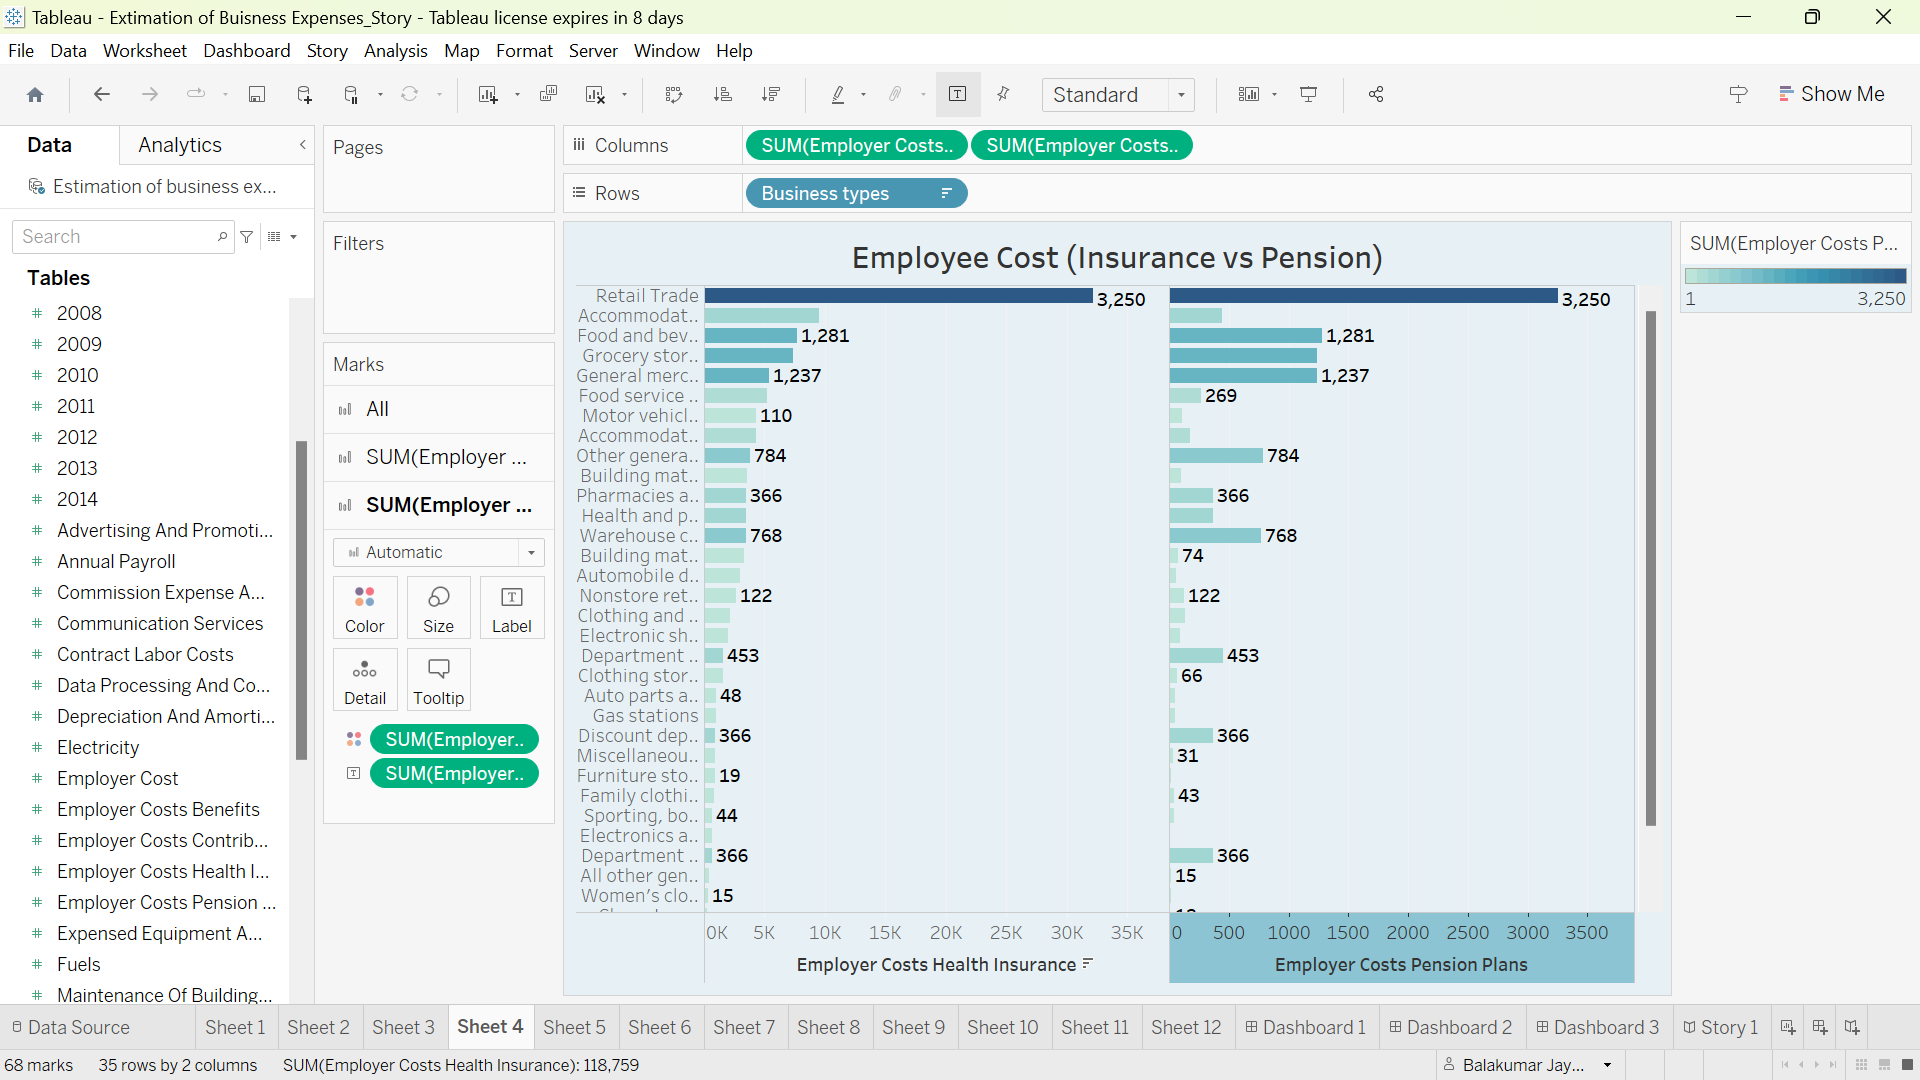 Tableau - Extimation of Buisness Expenses_Story - Tableau license expires in 8 days
File Data Worksheet Dashboard Story Analysis Map Format Server Window Help
Standard
Show Me
Data
Analytics
Pages
Columns
SUM(Employer Costs..
SUM(Employer Costs..
Estimation of business ex...
Rows
Business types
Search
Filters
Tables
2008
2009
2010
2011
2012
2013
2014
Advertising And Promoti...
Annual Payroll
Commission Expense A...
Communication Services
Contract Labor Costs
Data Processing And Co...
Depreciation And Amorti...
Electricity
Employer Cost
Employer Costs Benefits
Employer Costs Contrib...
Employer Costs Health I...
Employer Costs Pension ...
Expensed Equipment A...
Fuels
Maintenance Of Building...
Marks
All
SUM(Employer ...
SUM(Employer ...
Automatic
Color
Size
Label
Detail
Tooltip
SUM(Employer..
SUM(Employer..
Employee Cost (Insurance vs Pension)
Retail Trade 3,250 3,250
Accommodat..
Food and bev.. 1,281 1,281
Grocery stor..
General merc.. 1,237 1,237
Food service .. 269
Motor vehicl.. 110
Accommodat..
Other genera.. 784 784
Building mat..
Pharmacies a.. 366 366
Health and p..
Warehouse c.. 768 768
Building mat.. 74
Automobile d..
Nonstore ret.. 122 122
Clothing and ..
Electronic sh..
Department .. 453 453
Clothing stor.. 66
Auto parts a.. 48
Gas stations
Discount dep.. 366 366
Miscellaneou.. 31
Furniture sto.. 19
Family clothi.. 43
Sporting, bo.. 44
Electronics a..
Department .. 366 366
All other gen.. 15
Women's clo.. 15
0K 5K 10K 15K 20K 25K 30K 35K
0 500 1000 1500 2000 2500 3000 3500
Employer Costs Health Insurance
Employer Costs Pension Plans
SUM(Employer Costs P...
1 3,250
Data Source
Sheet 1
Sheet 2
Sheet 3
Sheet 4
Sheet 5
Sheet 6
Sheet 7
Sheet 8
Sheet 9
Sheet 10
Sheet 11
Sheet 12
Dashboard 1
Dashboard 2
Dashboard 3
Story 1
68 marks
35 rows by 2 columns
SUM(Employer Costs Health Insurance): 118,759
Balakumar Jay...